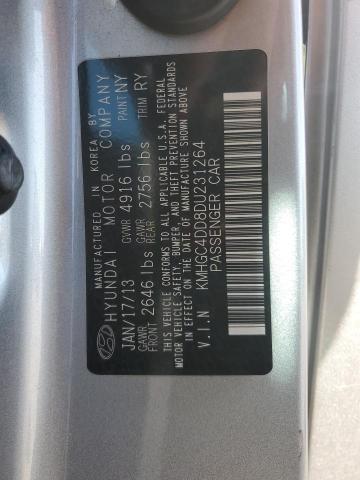 MANUFACTURED IN KOREA BY
HYUNDAI MOTOR COMPANY
JAN/17/13 GVWR 4916 lbs PAINT NY
GAWR FRONT 2646 lbs GAWR REAR 2756 lbs TRIM RY
THIS VEHICLE CONFORMS TO ALL APPLICABLE U.S.A. FEDERAL
MOTOR VEHICLE SAFETY, BUMPER, AND THEFT PREVENTION STANDARDS
IN EFFECT ON THE DATE OF MANUFACTURE SHOWN ABOVE
V.I.N KMHGC4DD8DU231264
PASSENGER CAR